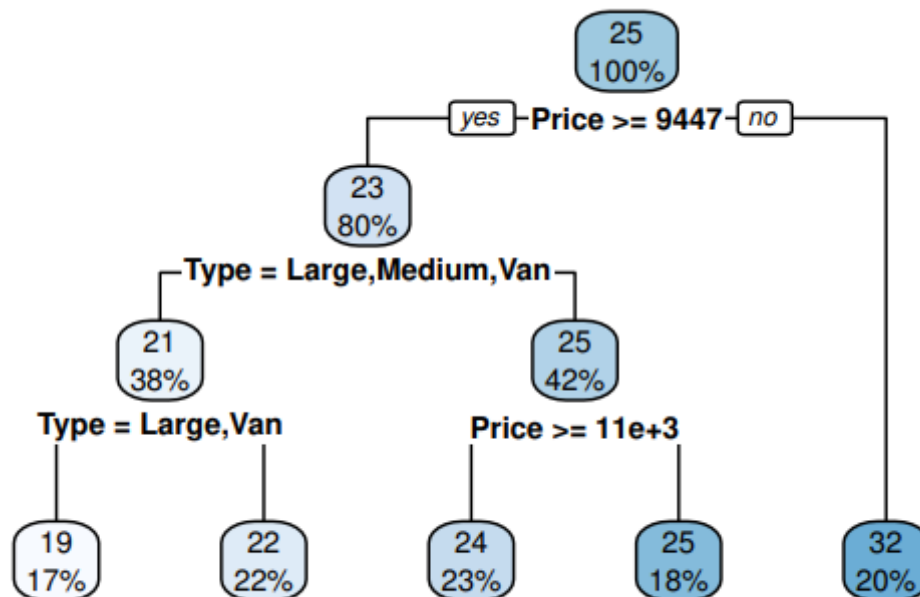 25
100%
yes Price >= 9447 no
23
80%
Type = Large,Medium,Van
21 25
38% 42%
Type = Large,Van Price >= 11e+3
19 22 24 25 32
17% 22% 23% 18% 20%